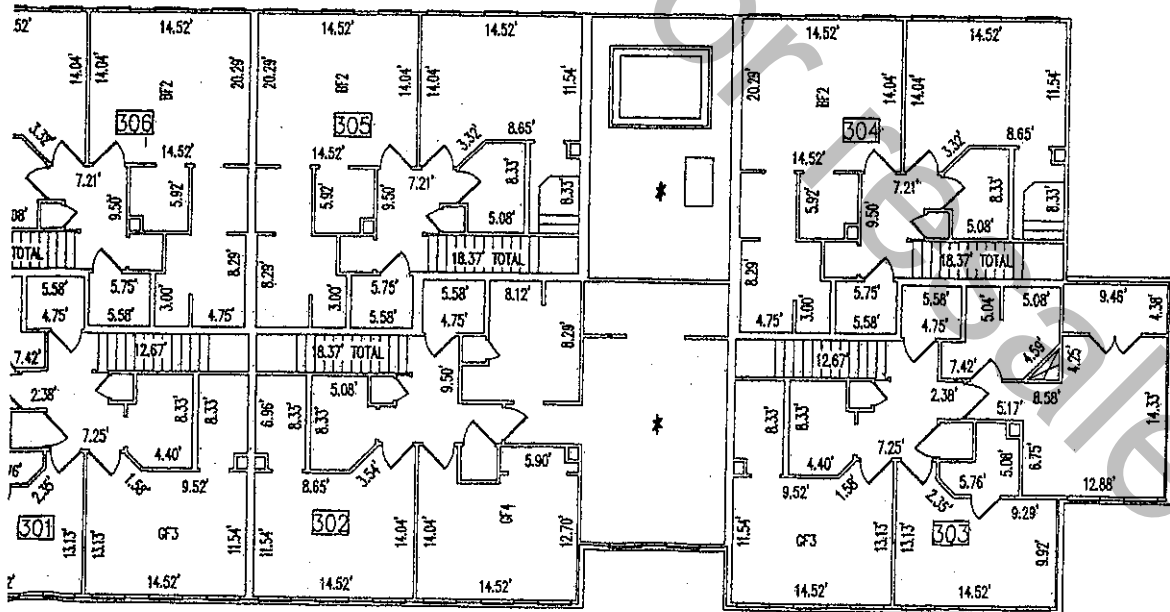 52' 14.52' 14.52' 14.52' 14.52' 14.52'
14.04' 14.04' 20.29' 20.29' 14.04' 14.04' 11.54' 20.29' 14.04' 14.04' 11.54'
BF2 BF2 BF2
306 305 304
3.32' 14.52' 14.52' 3.32' 8.65' 14.52' 3.32' 8.65'
7.21' 7.21' 7.21'
9.50' 5.92' 5.92' 9.50' 8.33' 8.33' 5.92' 9.50' 8.33' 8.33'
.08' 5.08' 5.08'
* 
TOTAL 18.37' TOTAL 18.37' TOTAL
8.29' 8.29' 8.29'
5.58' 5.75' 3.00' 3.00' 5.75' 5.58' 8.12' 3.00' 5.75' 5.58' 5.04' 5.08' 9.46' 4.38'
4.75' 5.58' 4.75' 5.58' 4.75' 8.29' 4.75' 5.58' 4.75'
7.42' 12.67' 18.37' TOTAL 12.67' 7.42' 4.59' 4.25'
2.38' 5.08' 9.50' 2.38' 8.58'
8.33' 8.33' 6.96' 8.33' 8.33' * 8.33' 8.33' 5.17' 14.33'
7.25' 4.40' 5.90' 4.40' 7.25' 5.08' 6.75'
.76' 2.35' 1.58' 9.52' 8.65' 3.54' 9.52' 1.58' 2.35' 5.76' 12.88'
301 302 303 9.29'
13.13' 13.13' GF3 11.54' 11.54' 14.04' 14.04' GF4 12.70' 11.54' GF3 13.13' 13.13' 9.92'
2' 14.52' 14.52' 14.52' 14.52' 14.52'
or resale